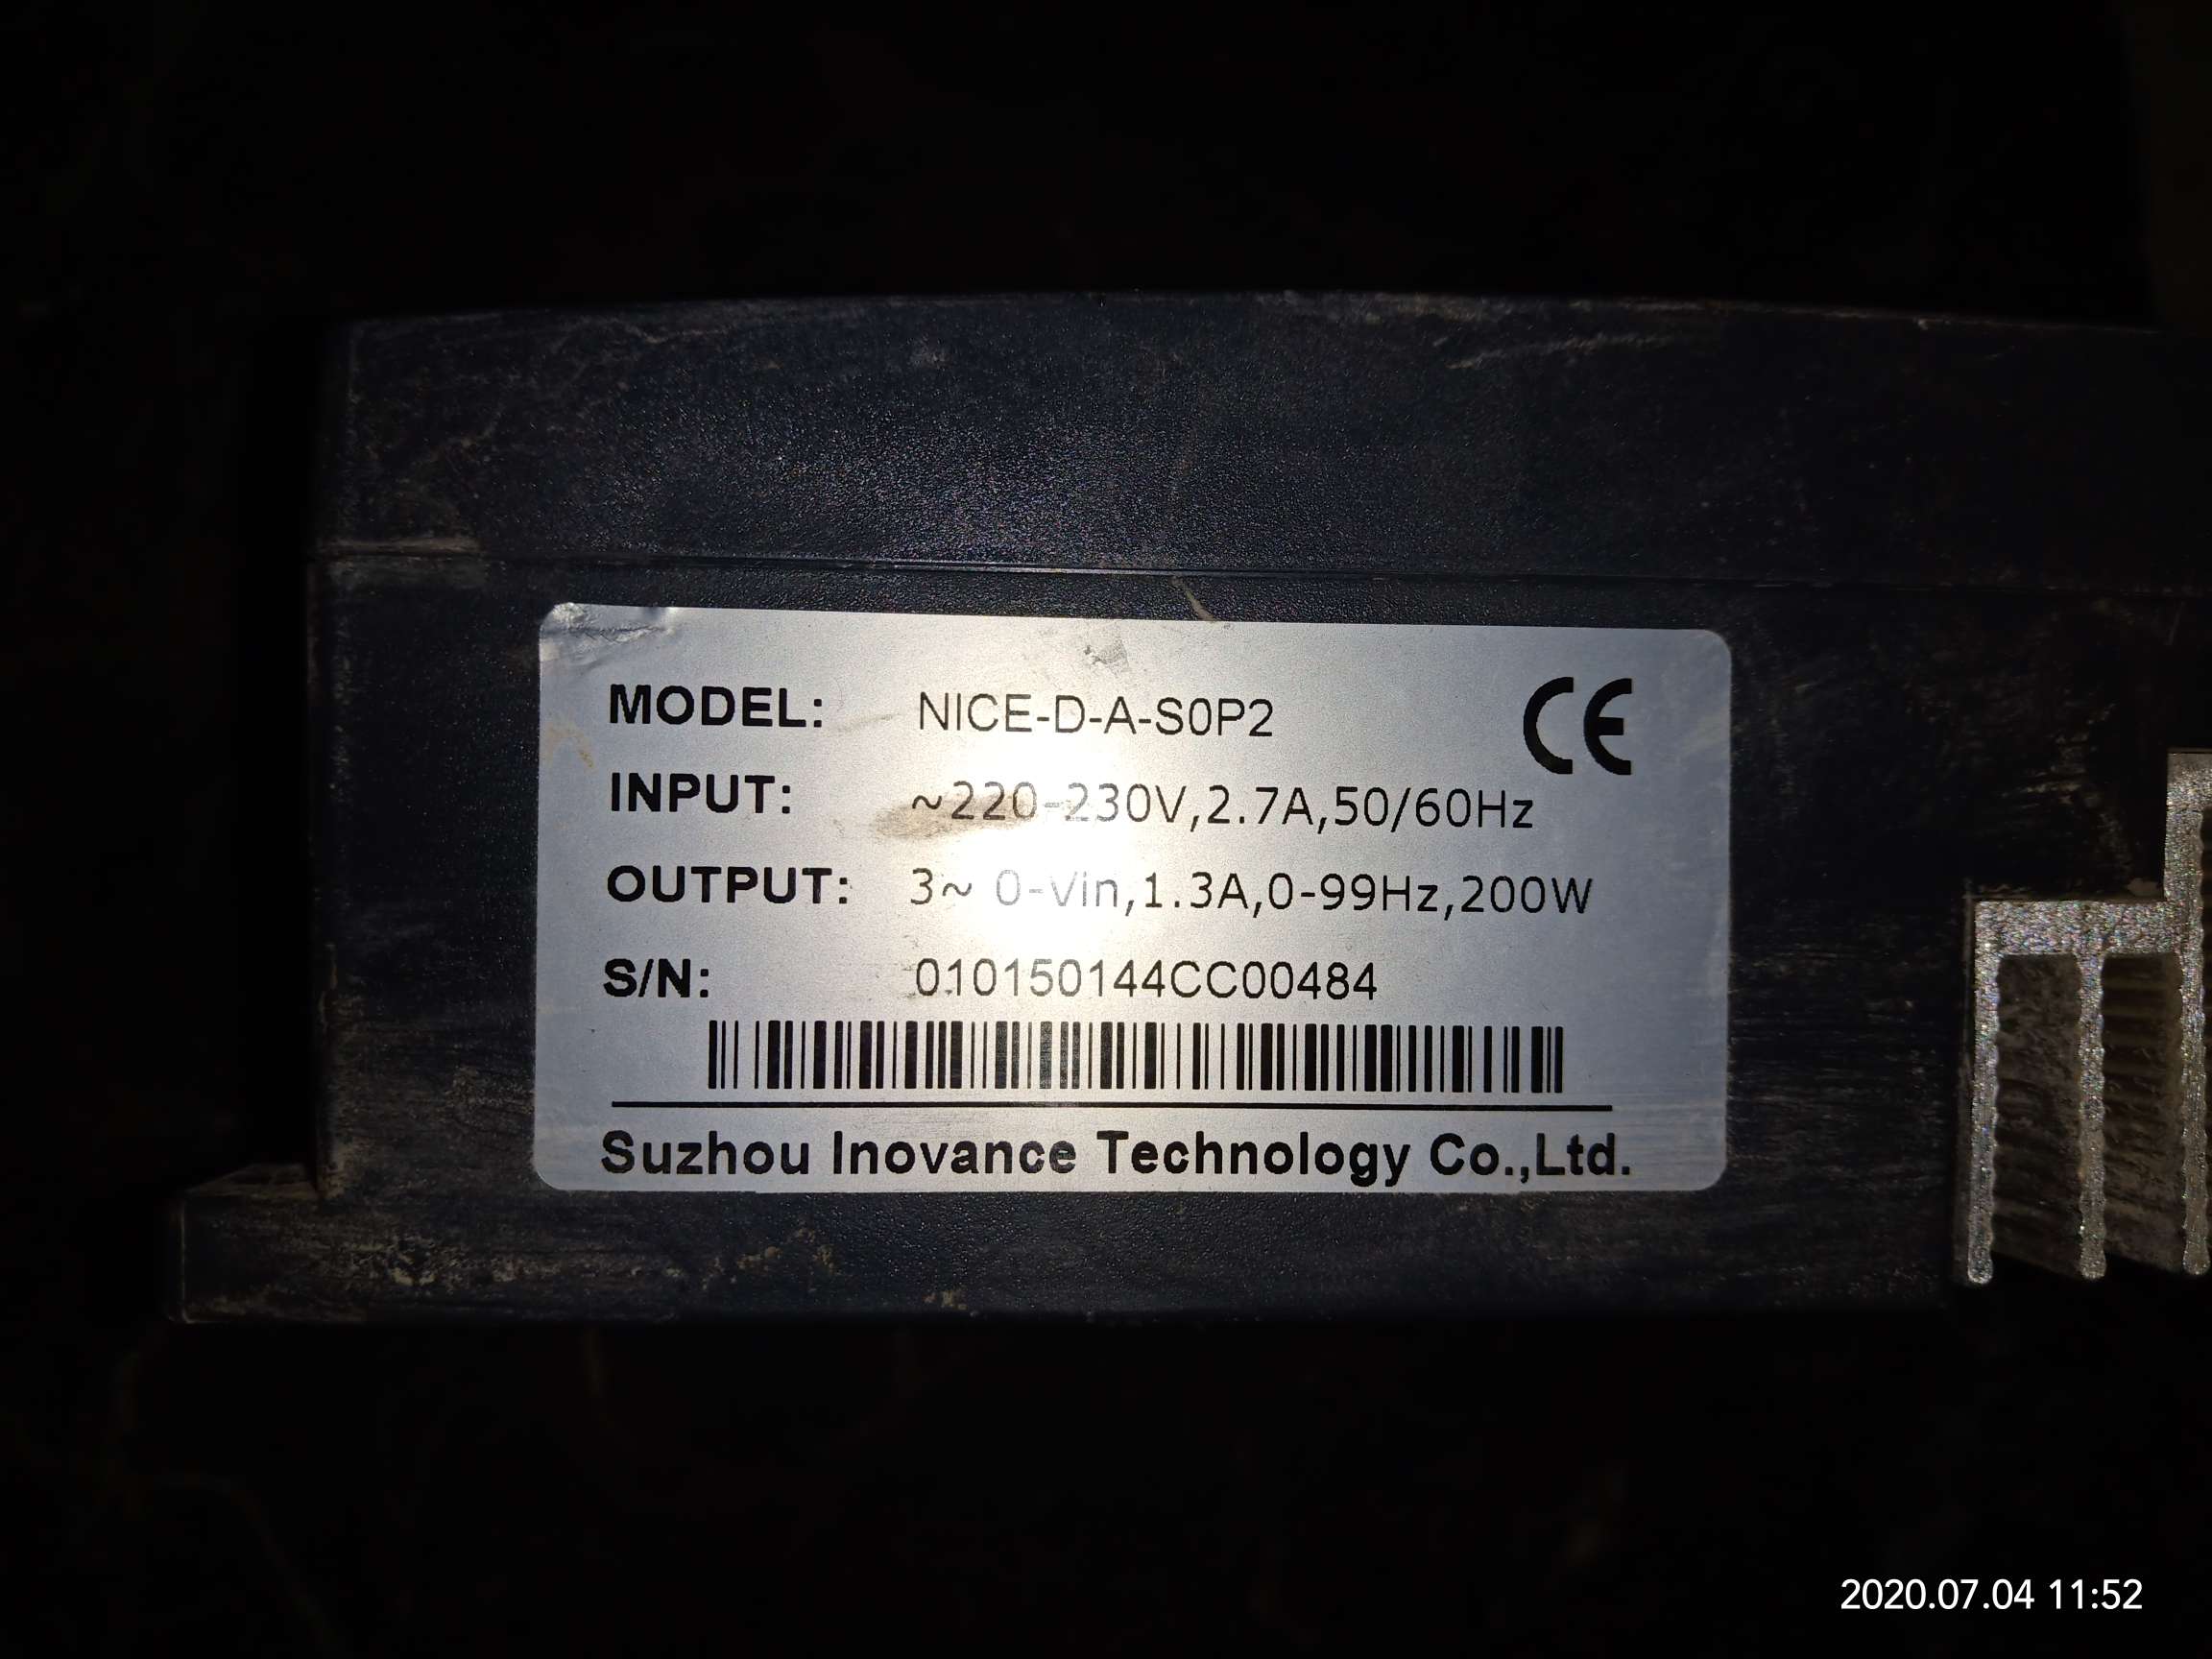 MODEL: NICE-D-A-S0P2 CE
INPUT: ~220-230V,2.7A,50/60Hz
OUTPUT: 3~ 0-Vin,1.3A,0-99Hz,200W
S/N: 010150144CC00484
Suzhou Inovance Technology Co.,Ltd.
2020.07.04 11:52